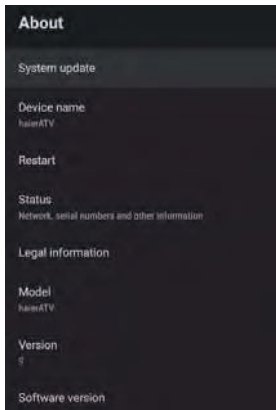 About
System update
Device name
haierATV
Restart
Status
Network, serial numbers and other information
Legal information
Model
haierATV
Version
9
Software version